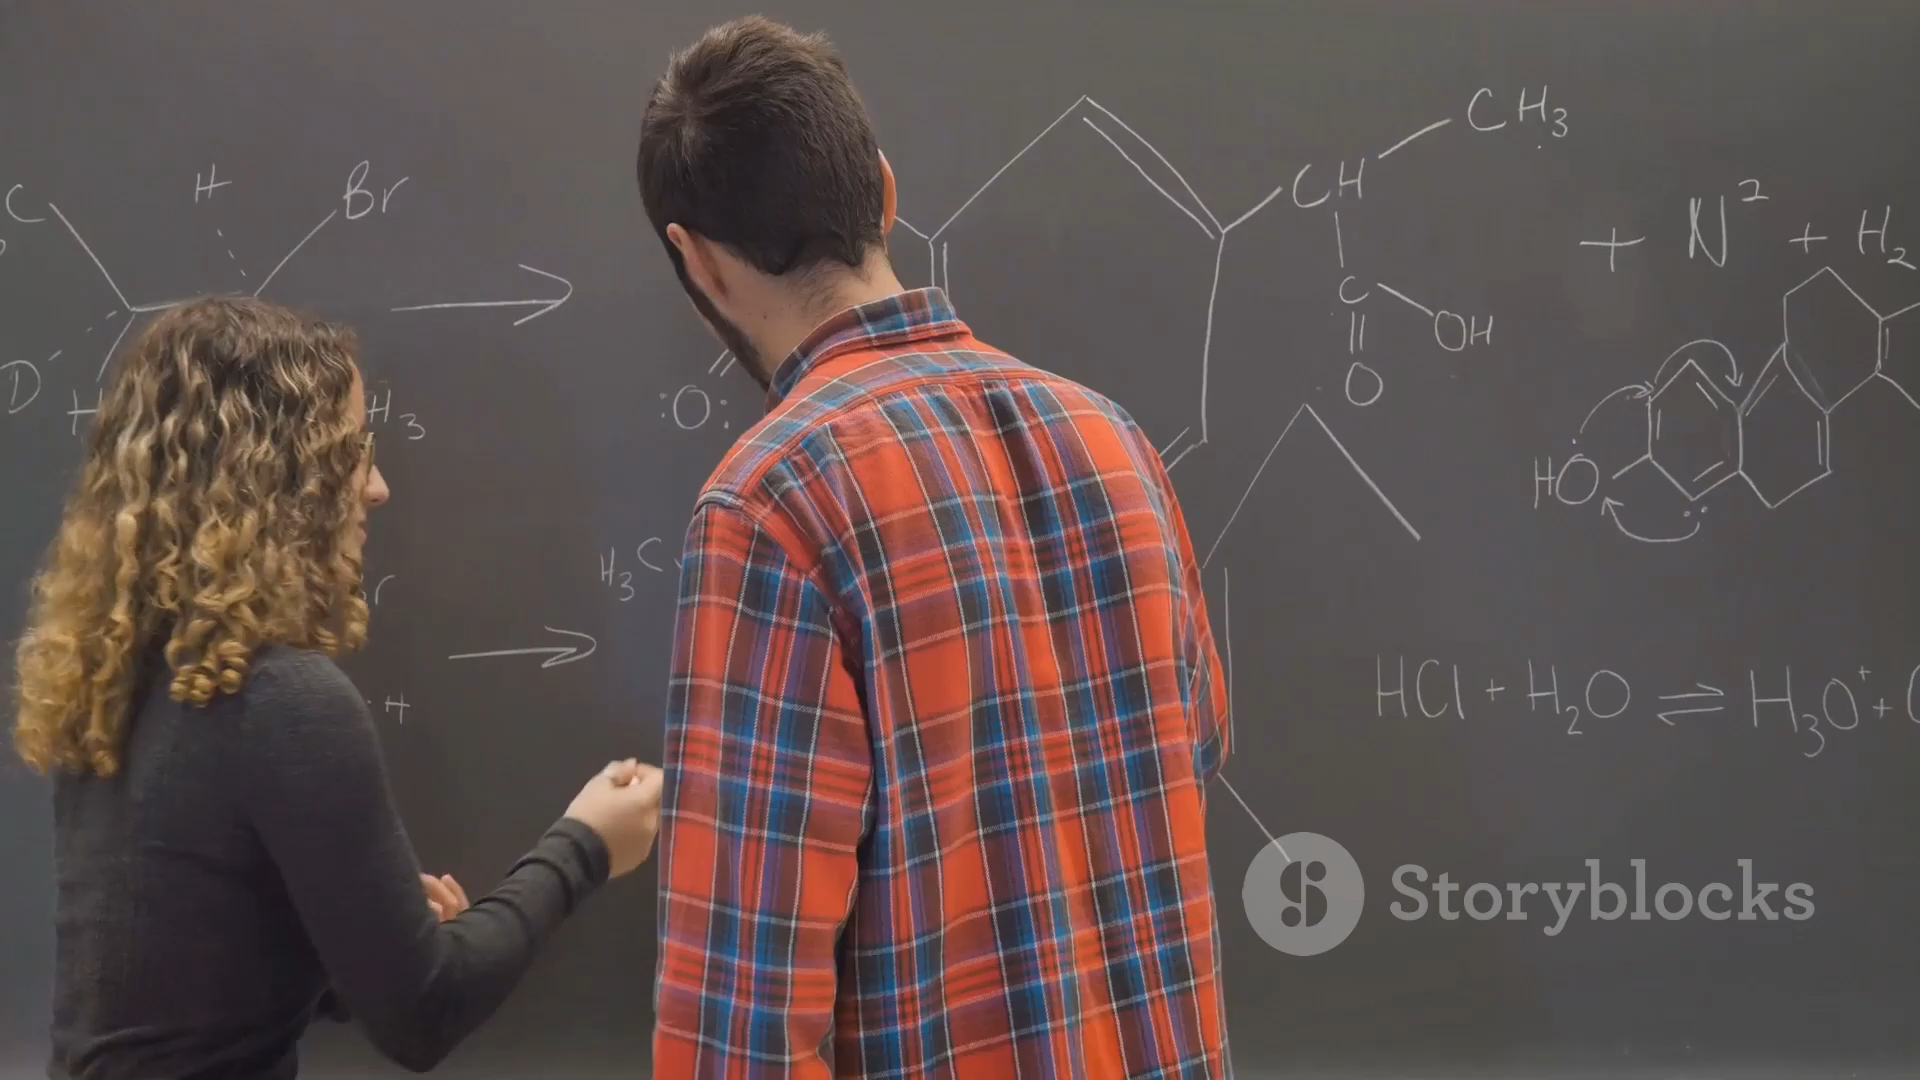 CH₃
C
H
Br
CH
+ N² + H₂
C
OH
D
O
H
H₃
:O:
HO
H₃C
HCl + H₂O ⇌ H₃O⁺ +
H
Storyblocks